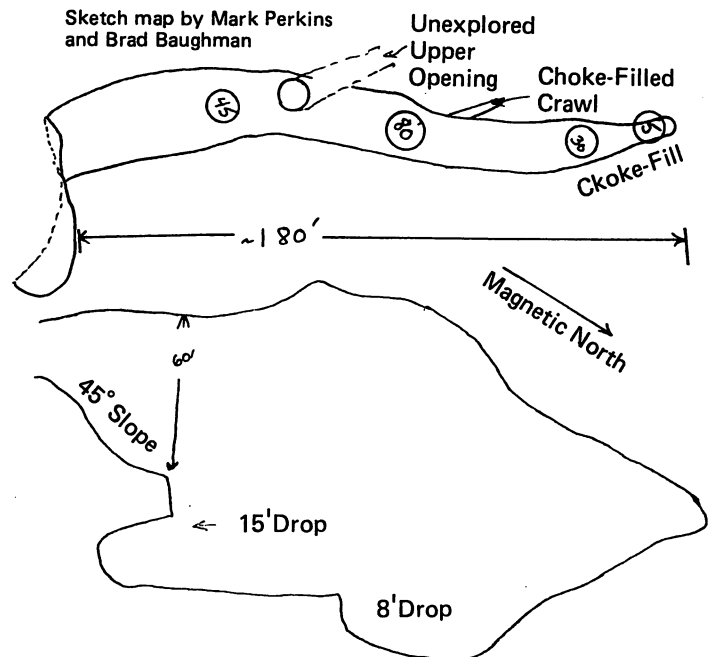 Sketch map by Mark Perkins
and Brad Baughman
Unexplored
Upper
Opening
Choke-Filled
Crawl
45
80'
30
5
Ckoke-Fill
~180'
Magnetic North
60'
45° Slope
15'Drop
8'Drop